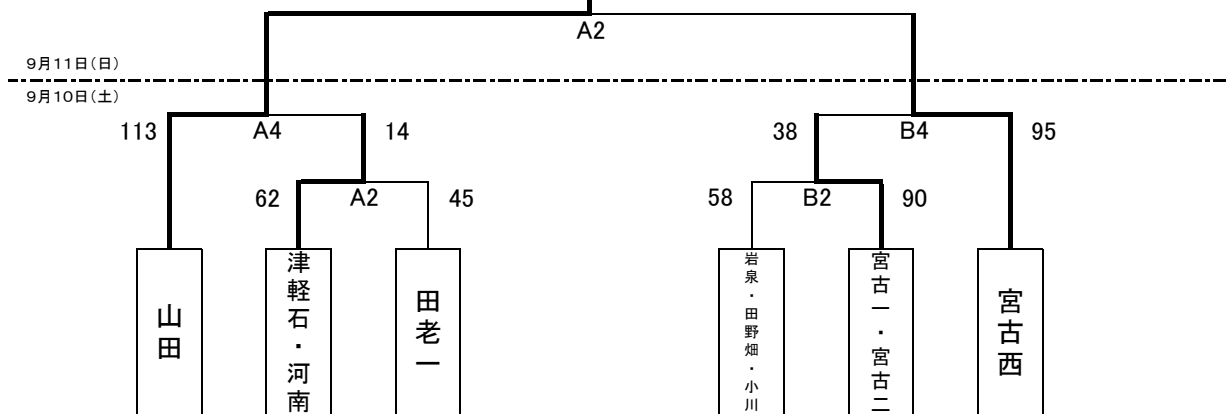 A2
9月11日(日)
9月10日(土)
113
A4
14
38
B4
95
62
A2
45
58
B2
90
山田
津軽石・河南
田老一
岩泉・田野畑・小川
宮古一・宮古二
宮古西